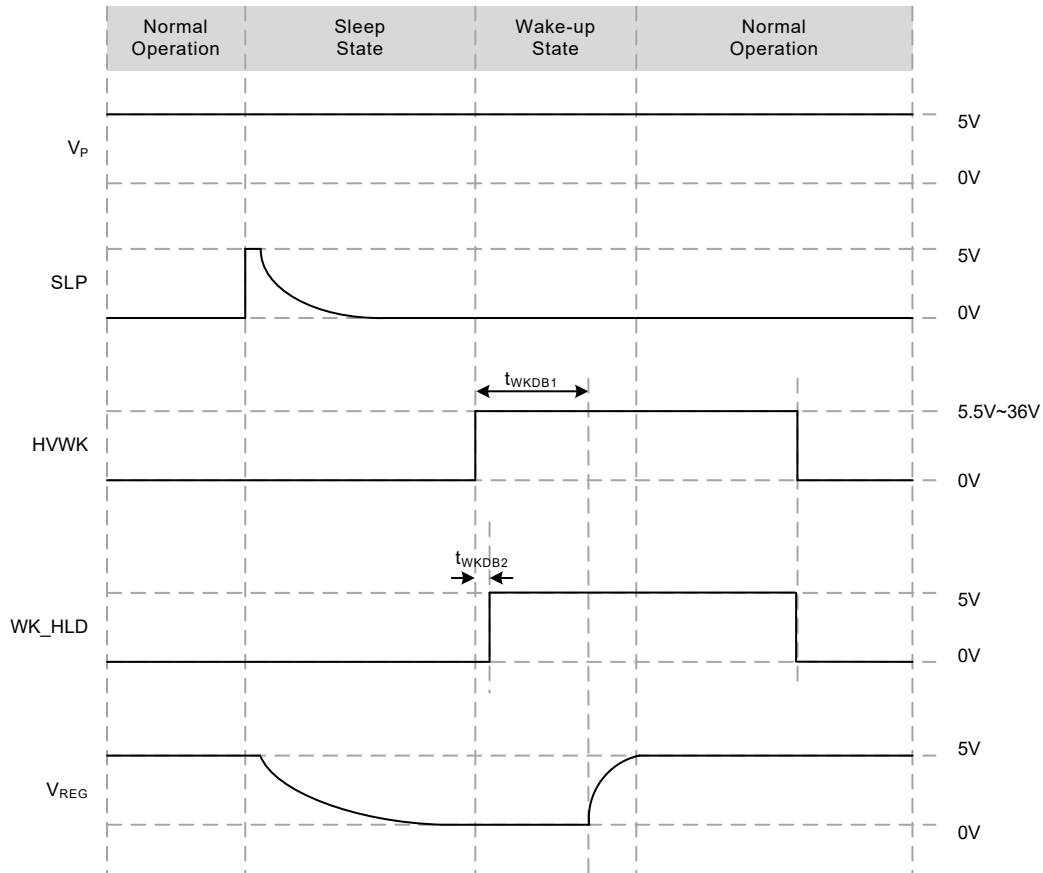 Normal Operation
Sleep State
Wake-up State
Normal Operation
VP
5V
0V
SLP
5V
0V
HVWK
tWKDB1
5.5V~36V
0V
WK_HLD
tWKDB2
5V
0V
VREG
5V
0V